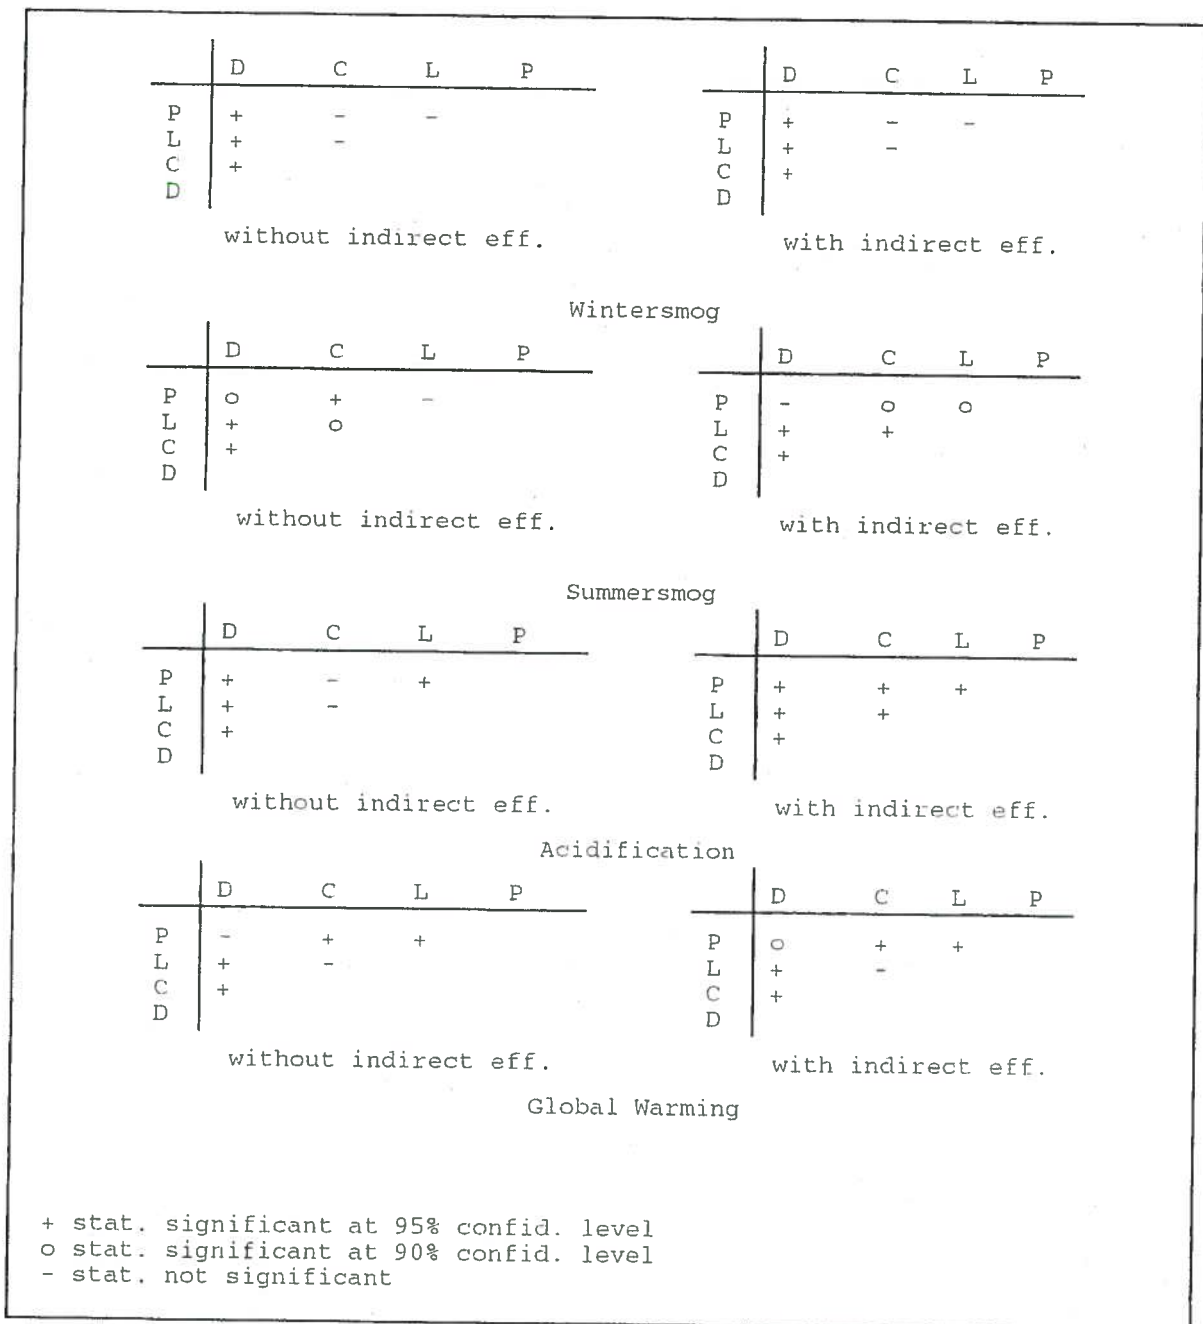 D C L P
P + - -
L + -
C +
D
without indirect eff.
D C L P
P + - -
L + -
C +
D
with indirect eff.
Wintersmog
D C L P
P o + -
L + o
C +
D
without indirect eff.
D C L P
P - o o
L + +
C +
D
with indirect eff.
Summersmog
D C L P
P + - +
L + -
C +
D
without indirect eff.
D C L P
P + + +
L + +
C +
D
with indirect eff.
Acidification
D C L P
P - + +
L + -
C +
D
without indirect eff.
D C L P
P o + +
L + -
C +
D
with indirect eff.
Global Warming
+ stat. significant at 95% confid. level
o stat. significant at 90% confid. level
- stat. not significant